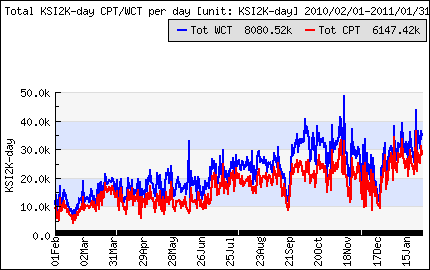 Total KSI2K-day CPT/WCT per day [unit: KSI2K-day] 2010/02/01-2011/01/31
Tot WCT 8080.52k Tot CPT 6147.42k
50.0k
40.0k
30.0k
20.0k
10.0k
0.0
KSI2K-day
01Feb 02Mar 31Mar 29Apr 28May 26Jun 25Jul 23Aug 21Sep 20Oct 18Nov 17Dec 15Jan